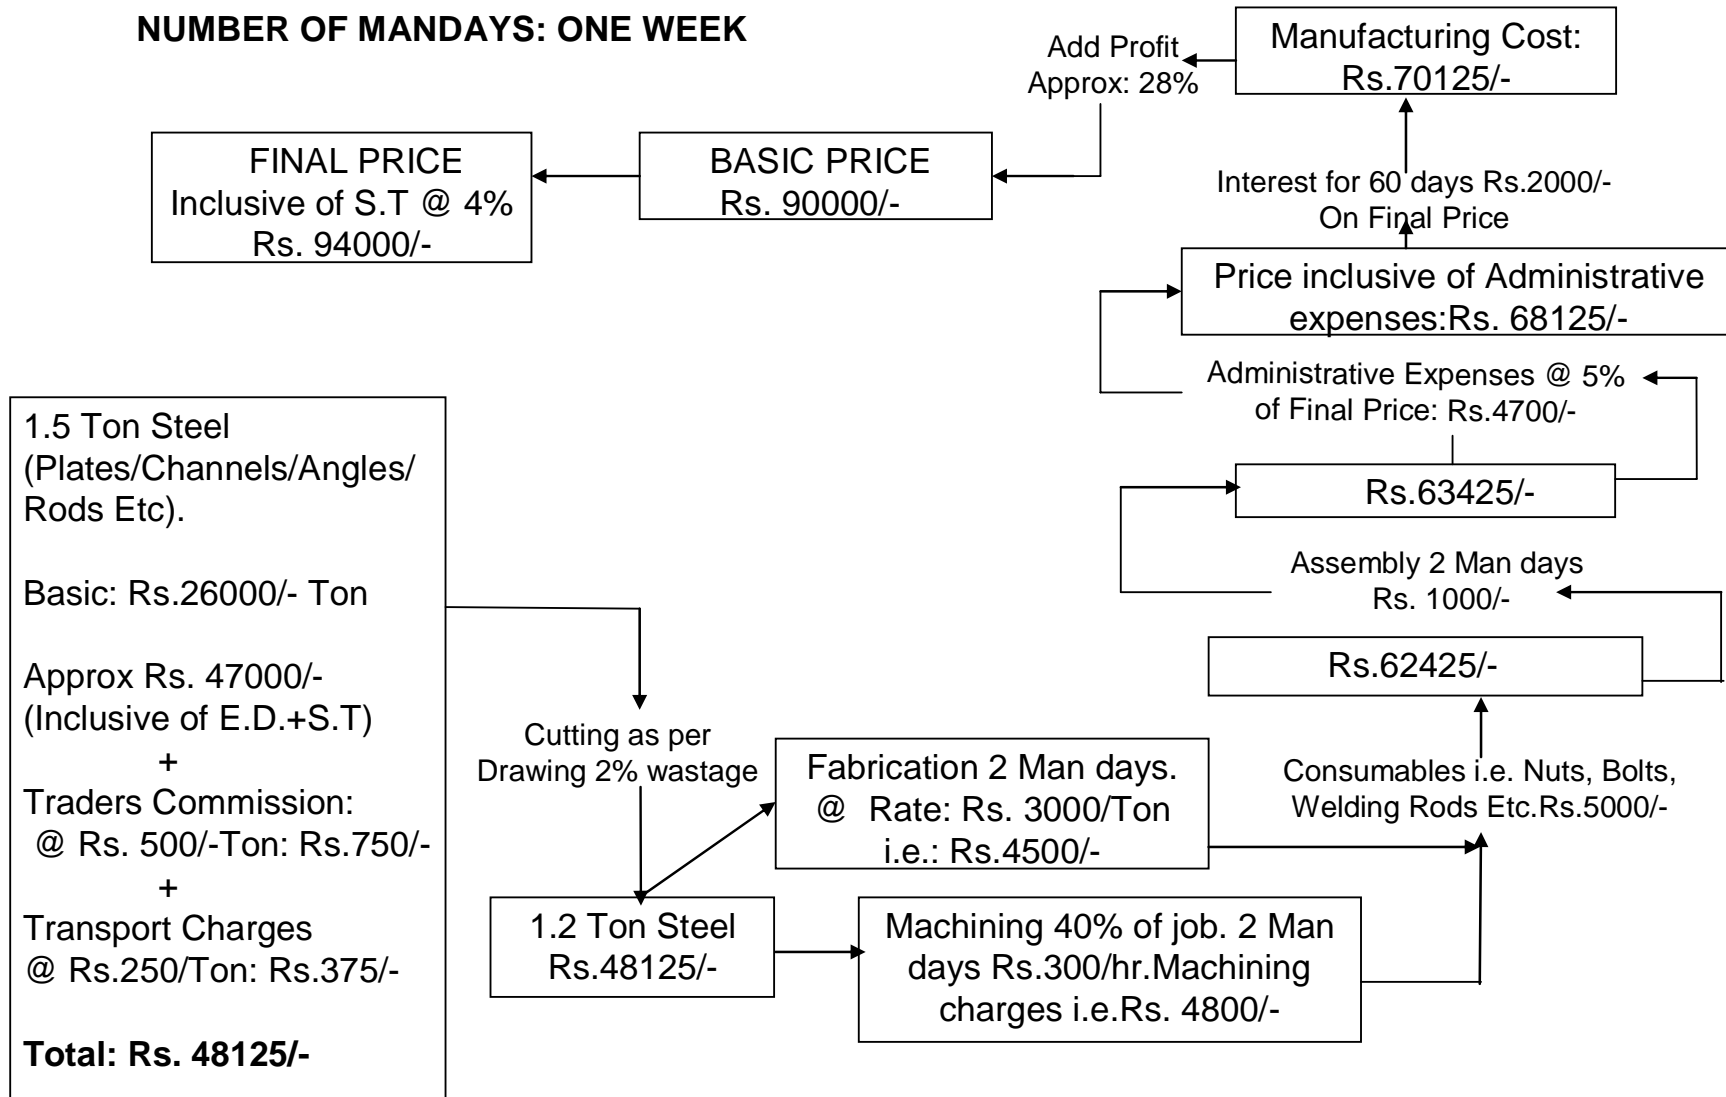 NUMBER OF MANDAYS: ONE WEEK
Add Profit
Approx: 28%
Manufacturing Cost:
Rs.70125/-
FINAL PRICE
Inclusive of S.T @ 4%
Rs. 94000/-
BASIC PRICE
Rs. 90000/-
Interest for 60 days Rs.2000/-
On Final Price
Price inclusive of Administrative
expenses:Rs. 68125/-
Administrative Expenses @ 5%
of Final Price: Rs.4700/-
Rs.63425/-
Assembly 2 Man days
Rs. 1000/-
Rs.62425/-
Consumables i.e. Nuts, Bolts,
Welding Rods Etc.Rs.5000/-
1.5 Ton Steel
(Plates/Channels/Angles/
Rods Etc).
Basic: Rs.26000/- Ton
Approx Rs. 47000/-
(Inclusive of E.D.+S.T)
+
Traders Commission:
@ Rs. 500/-Ton: Rs.750/-
+
Transport Charges
@ Rs.250/Ton: Rs.375/-
Total: Rs. 48125/-
Cutting as per
Drawing 2% wastage
Fabrication 2 Man days.
@ Rate: Rs. 3000/Ton
i.e.: Rs.4500/-
1.2 Ton Steel
Rs.48125/-
Machining 40% of job. 2 Man
days Rs.300/hr.Machining
charges i.e.Rs. 4800/-